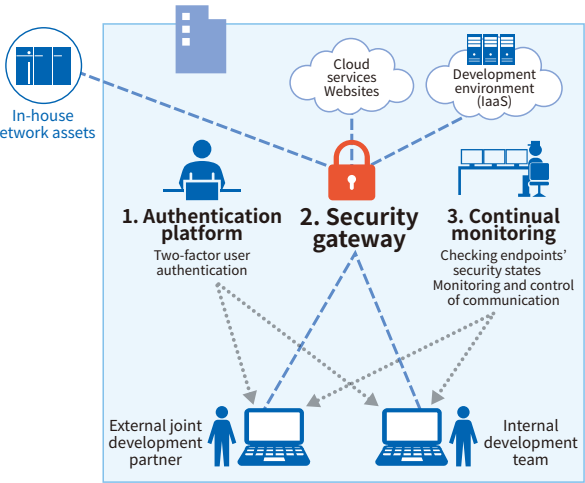 Cloud
services
Websites
Development
environment
(IaaS)
In-house
etwork assets
1. Authentication
platform
Two-factor user
authentication
2. Security
gateway
3. Continual
monitoring
Checking endpoints’
security states
Monitoring and control
of communication
External joint
development
partner
Internal
development
team